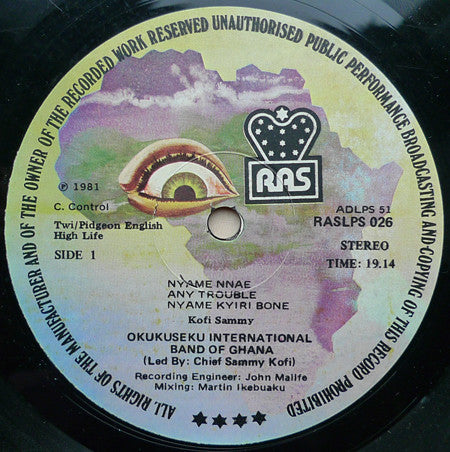 ALL RIGHTS OF THE MANUFACTURER AND OF THE OWNER OF THE RECORDED WORK RESERVED UNAUTHORISED PUBLIC PERFORMANCE BROADCASTING AND COPYING OF THIS RECORD PROHIBITED
RAS
℗ 1981
C. Control
Twi/Pidgeon English
High Life
SIDE 1
ADLPS 51
RASLPS 026
STEREO
TIME: 19.14
NYAME NNAE
ANY TROUBLE
NYAME KYIRI BONE
Kofi Sammy
OKUKUSEKU INTERNATIONAL
BAND OF GHANA
(Led By: Chief Sammy Kofi)
Recording Engineer: John Malife
Mixing: Martin Ikebuaku